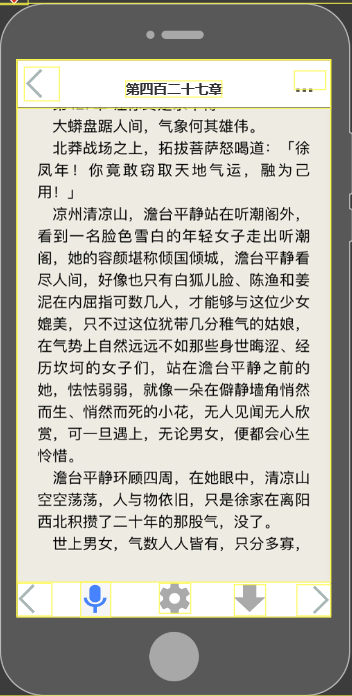 第四百二十七章
...
大蟒盘踞人间，气象何其雄伟。
北莽战场之上，拓拔菩萨怒喝道：「徐
凤年！你竟敢窃取天地气运，融为己
用！」
凉州清凉山，澹台平静站在听潮阁外，
看到一名脸色雪白的年轻女子走出听潮
阁，她的容颜堪称倾国倾城，澹台平静看
尽人间，好像也只有白狐儿脸、陈渔和姜
泥在内屈指可数几人，才能够与这位少女
媲美，只不过这位犹带几分稚气的姑娘，
在气势上自然远远不如那些身世晦涩、经
历坎坷的女子们，站在澹台平静之前的
她，怯怯弱弱，就像一朵在僻静墙角悄然
而生、悄然而死的小花，无人见闻无人欣
赏，可一旦遇上，无论男女，便都会心生
怜惜。
澹台平静环顾四周，在她眼中，清凉山
空空荡荡，人与物依旧，只是徐家在离阳
西北积攒了二十年的那股气，没了。
世上男女，气数人人皆有，只分多寡，